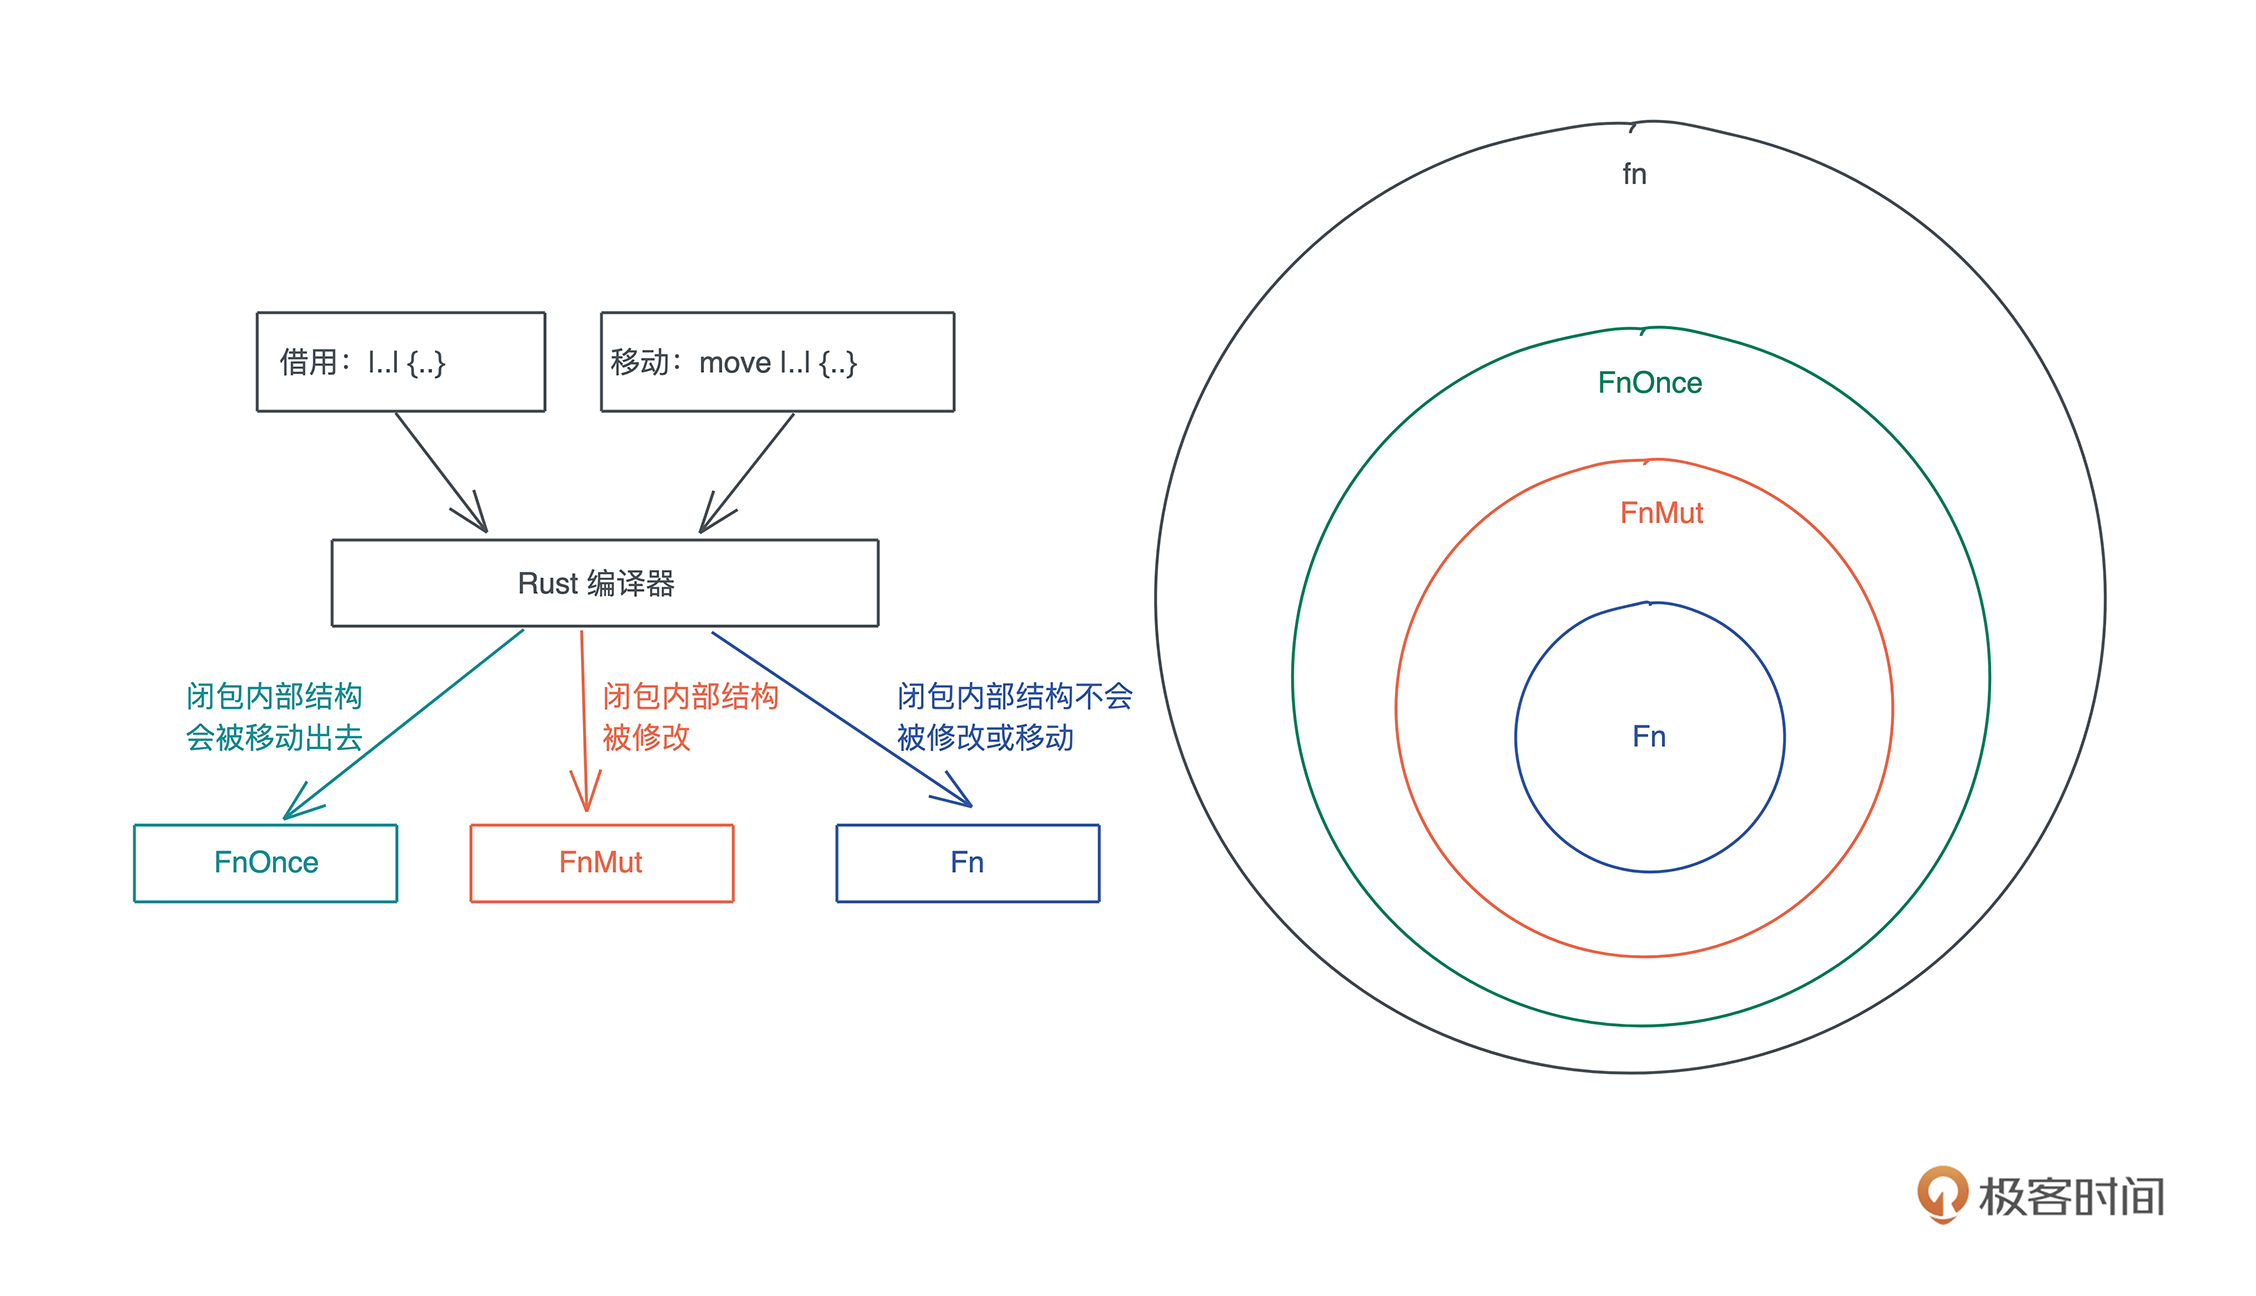 借用：|..| {..}
移动：move |..| {..}
Rust 编译器
闭包内部结构
会被移动出去
闭包内部结构
被修改
闭包内部结构不会
被修改或移动
FnOnce
FnMut
Fn
fn
FnOnce
FnMut
Fn
极客时间